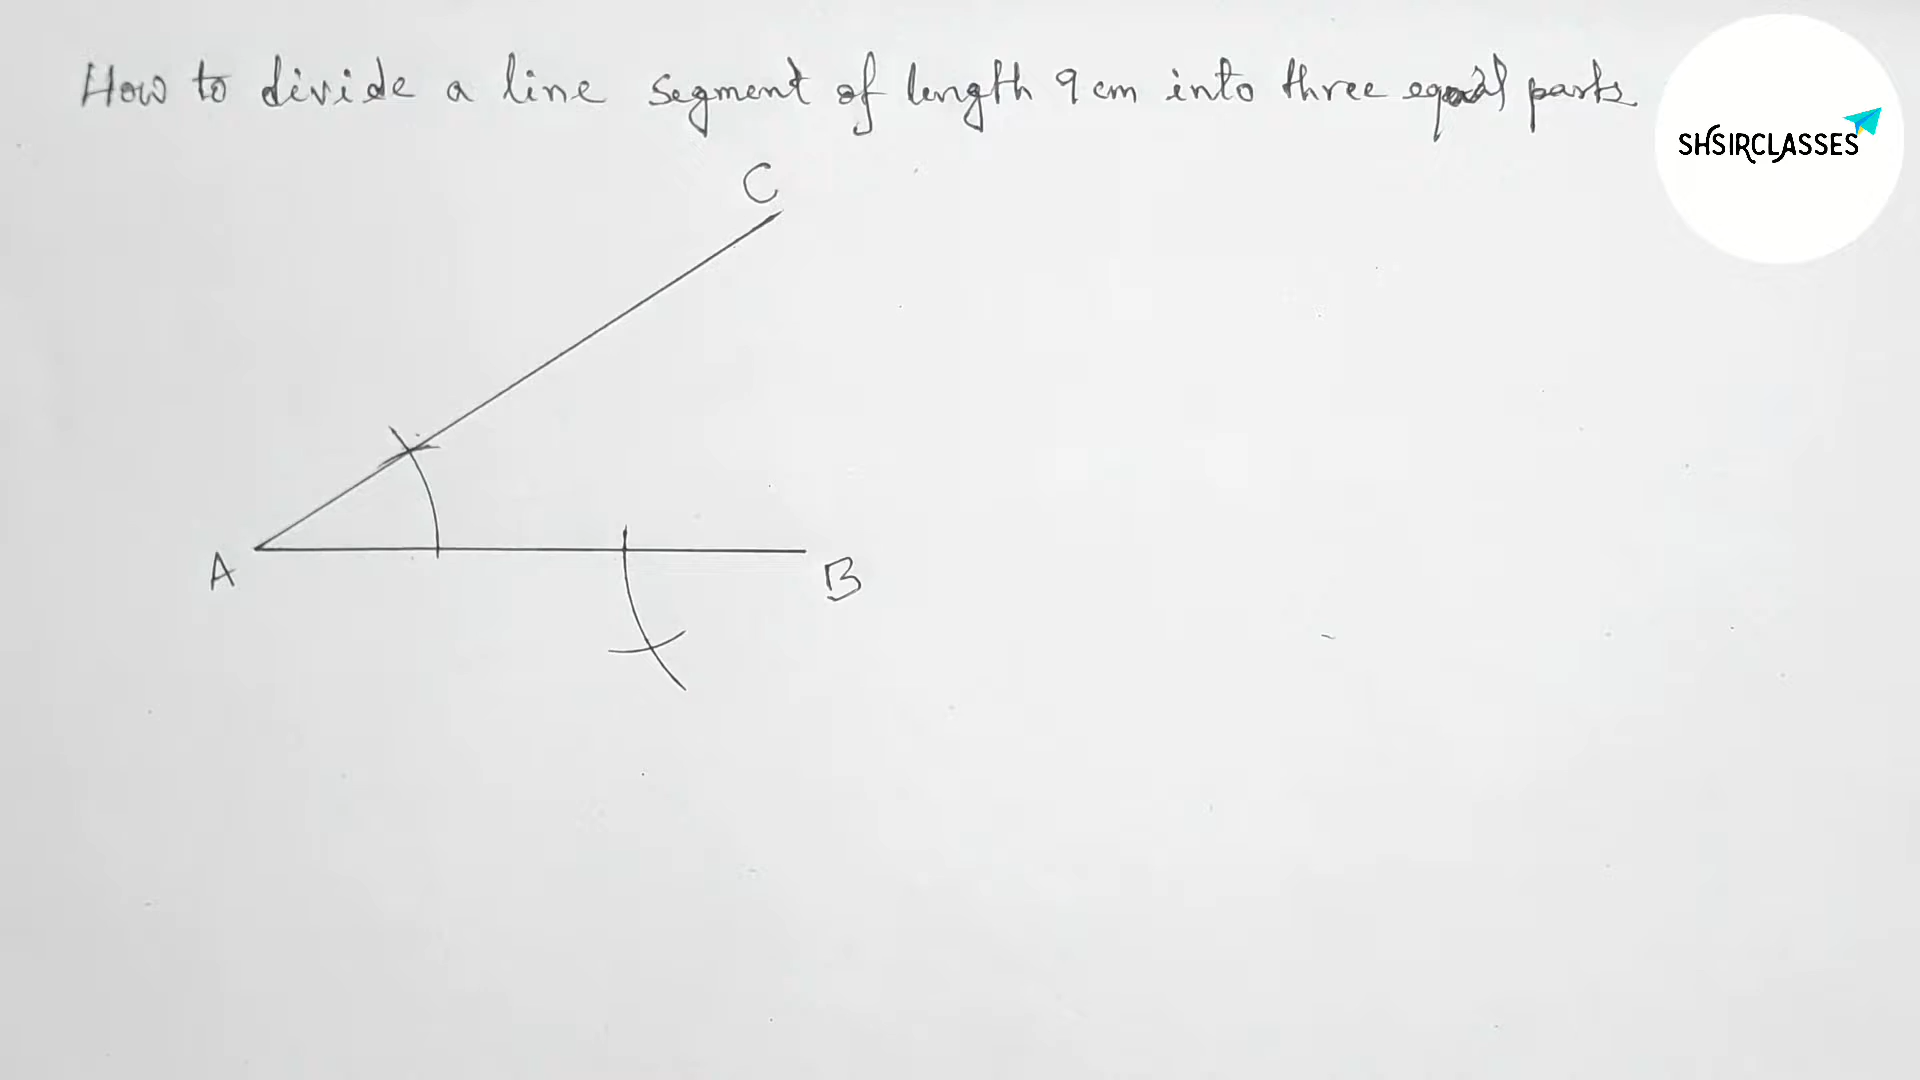 How to divide a line segment of length 9 cm into three equal parts
SHSIRCLASSES
C
A
B